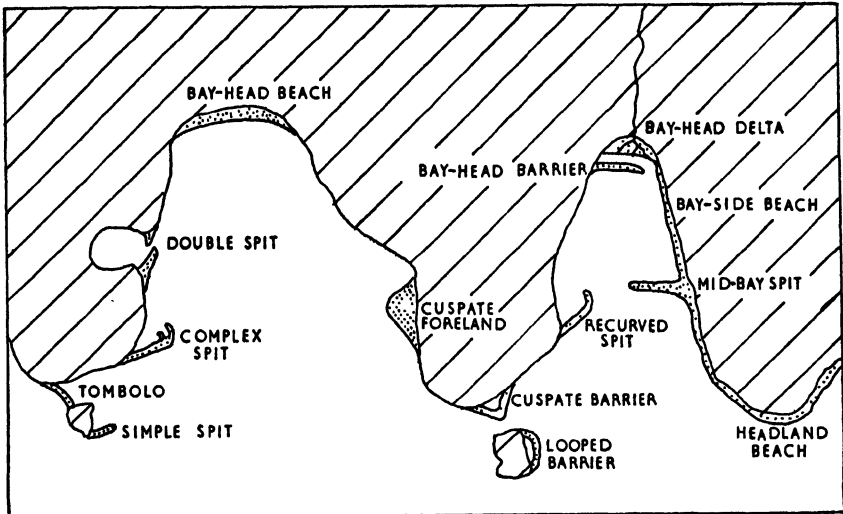 BAY-HEAD BEACH
BAY-HEAD DELTA
BAY-HEAD BARRIER
BAY-SIDE BEACH
DOUBLE SPIT
MID-BAY SPIT
CUSPATE
FORELAND
RECURVED
SPIT
COMPLEX
SPIT
TOMBOLO
CUSPATE BARRIER
SIMPLE SPIT
LOOPED
BARRIER
HEADLAND
BEACH